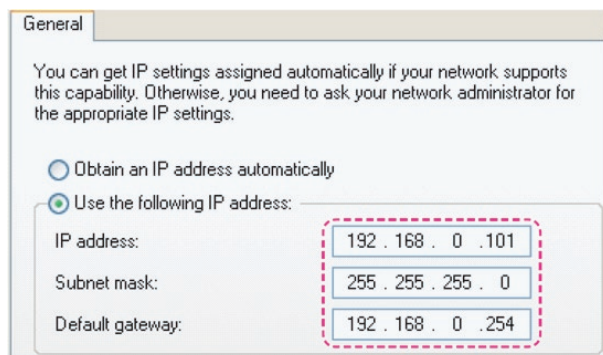 General
You can get IP settings assigned automatically if your network supports
this capability. Otherwise, you need to ask your network administrator for
the appropriate IP settings.
Obtain an IP address automatically
Use the following IP address:
IP address: 192 . 168 . 0 .101
Subnet mask: 255 . 255 . 255 . 0
Default gateway: 192 . 168 . 0 .254